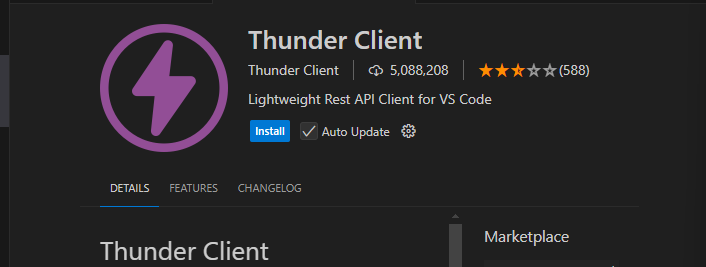 Thunder Client
Thunder Client 5,088,208 (588)
Lightweight Rest API Client for VS Code
Install Auto Update
DETAILS FEATURES CHANGELOG
Thunder Client
Marketplace